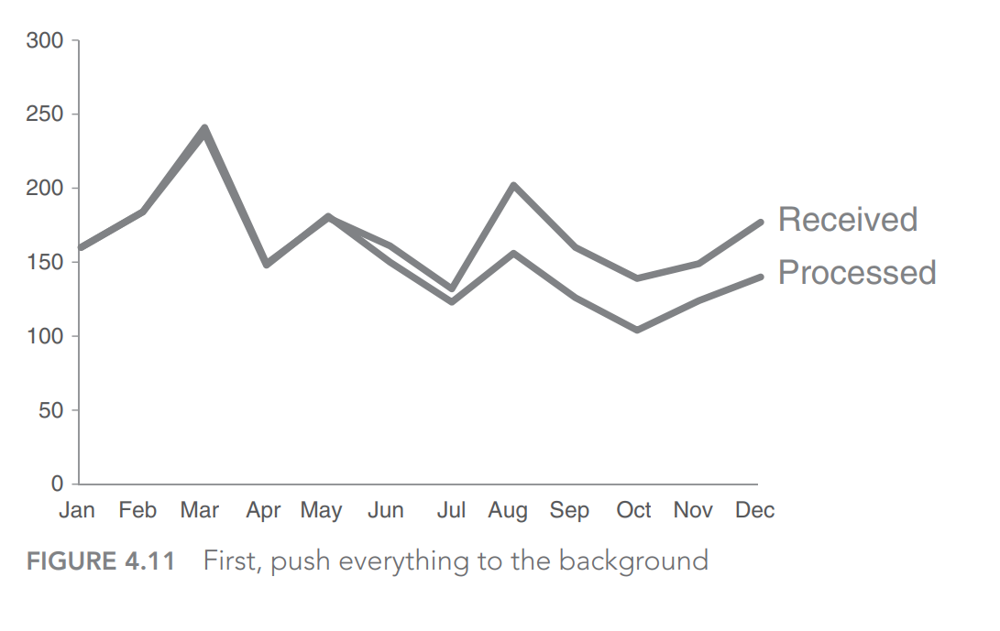 300
250
200
150
100
50
0
Received
Processed
Jan Feb Mar Apr May Jun Jul Aug Sep Oct Nov Dec
FIGURE 4.11 First, push everything to the background